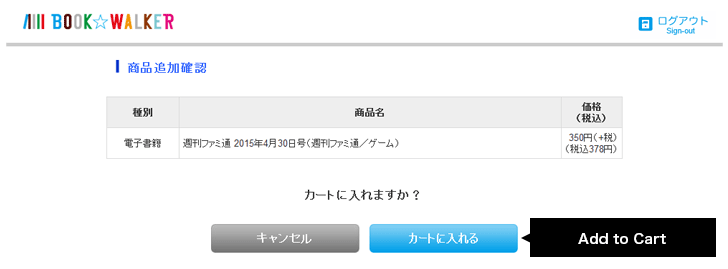 BOOK☆WALKER
ログアウト
Sign-out
商品追加確認
種別 商品名 価格
(税込)
電子書籍 週刊ファミ通 2015年4月30日号(週刊ファミ通／ゲーム) 350円(+税)
(税込378円)
カートに入れますか？
キャンセル カートに入れる Add to Cart